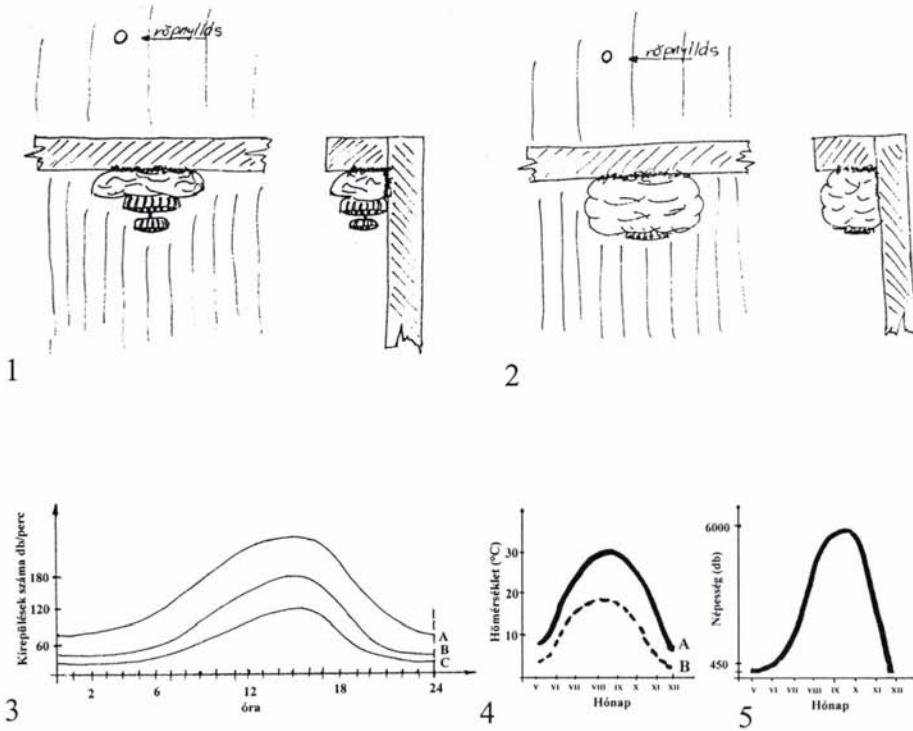 röpnyílás
röpnyílás
1
2
Kirepülések száma db/perc
180
120
60
A
B
C
2
6
12
18
24
óra
3
Hőmérséklet (°C)
30
20
10
A
B
V VI VII VIII IX X XI XII
Hónap
4
Népesség (db)
6000
450
V VI VII VIII IX X XI XII
Hónap
5